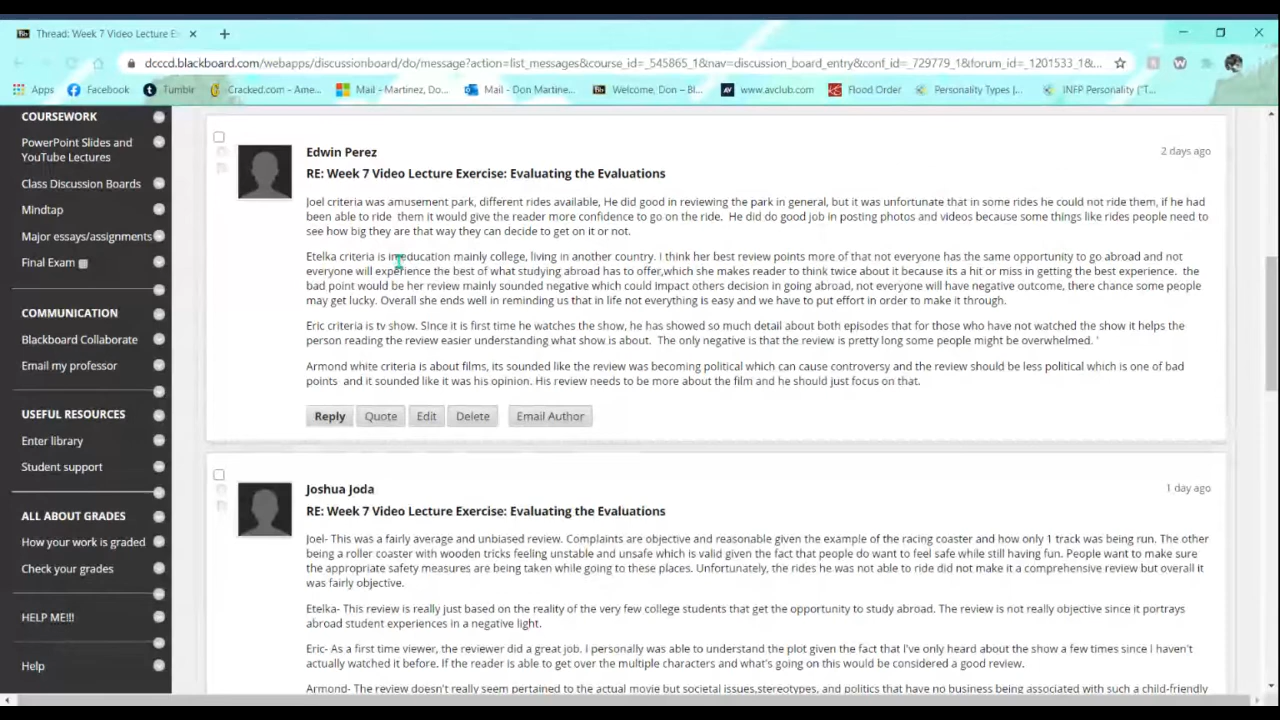 Thread: Week 7 Video Lecture Ex
dcccd.blackboard.com/webapps/discussionboard/do/message?action=list_messages&course_id=_545865_1&nav=discussion_board_entry&conf_id=_729779_1&forum_id=_1201533_1&...
Apps Facebook Tumblr Cracked.com - Ame... Mail - Martinez, Do... Mail - Don Martine... Welcome, Don – Bl... www.avclub.com Flood Order Personality Types |... INFP Personality ("T...
COURSEWORK
PowerPoint Slides and
YouTube Lectures
Class Discussion Boards
Mindtap
Major essays/assignments
Final Exam
COMMUNICATION
Blackboard Collaborate
Email my professor
USEFUL RESOURCES
Enter library
Student support
ALL ABOUT GRADES
How your work is graded
Check your grades
HELP ME!!!
Help
Edwin Perez 2 days ago
RE: Week 7 Video Lecture Exercise: Evaluating the Evaluations
Joel criteria was amusement park, different rides available, He did good in reviewing the park in general, but it was unfortunate that in some rides he could not ride them, if he had
been able to ride them it would give the reader more confidence to go on the ride. He did do good job in posting photos and videos because some things like rides people need to
see how big they are that way they can decide to get on it or not.
Etelka criteria is in education mainly college, living in another country. I think her best review points more of that not everyone has the same opportunity to go abroad and not
everyone will experience the best of what studying abroad has to offer,which she makes reader to think twice about it because its a hit or miss in getting the best experience. the
bad point would be her review mainly sounded negative which could impact others decision in going abroad, not everyone will have negative outcome, there chance some people
may get lucky. Overall she ends well in reminding us that in life not everything is easy and we have to put effort in order to make it through.
Eric criteria is tv show. Since it is first time he watches the show, he has showed so much detail about both episodes that for those who have not watched the show it helps the
person reading the review easier understanding what show is about. The only negative is that the review is pretty long some people might be overwhelmed. '
Armond white criteria is about films, its sounded like the review was becoming political which can cause controversy and the review should be less political which is one of bad
points and it sounded like it was his opinion. His review needs to be more about the film and he should just focus on that.
Reply Quote Edit Delete Email Author
Joshua Joda 1 day ago
RE: Week 7 Video Lecture Exercise: Evaluating the Evaluations
Joel- This was a fairly average and unbiased review. Complaints are objective and reasonable given the example of the racing coaster and how only 1 track was being run. The other
being a roller coaster with wooden tricks feeling unstable and unsafe which is valid given the fact that people do want to feel safe while still having fun. People want to make sure
the appropriate safety measures are being taken while going to these places. Unfortunately, the rides he was not able to ride did not make it a comprehensive review but overall it
was fairly objective.
Etelka- This review is really just based on the reality of the very few college students that get the opportunity to study abroad. The review is not really objective since it portrays
abroad student experiences in a negative light.
Eric- As a first time viewer, the reviewer did a great job. I personally was able to understand the plot given the fact that I've only heard about the show a few times since I haven't
actually watched it before. If the reader is able to get over the multiple characters and what's going on this would be considered a good review.
Armond- The review doesn't really seem pertained to the actual movie but societal issues,stereotypes, and politics that have no business being associated with such a child-friendly